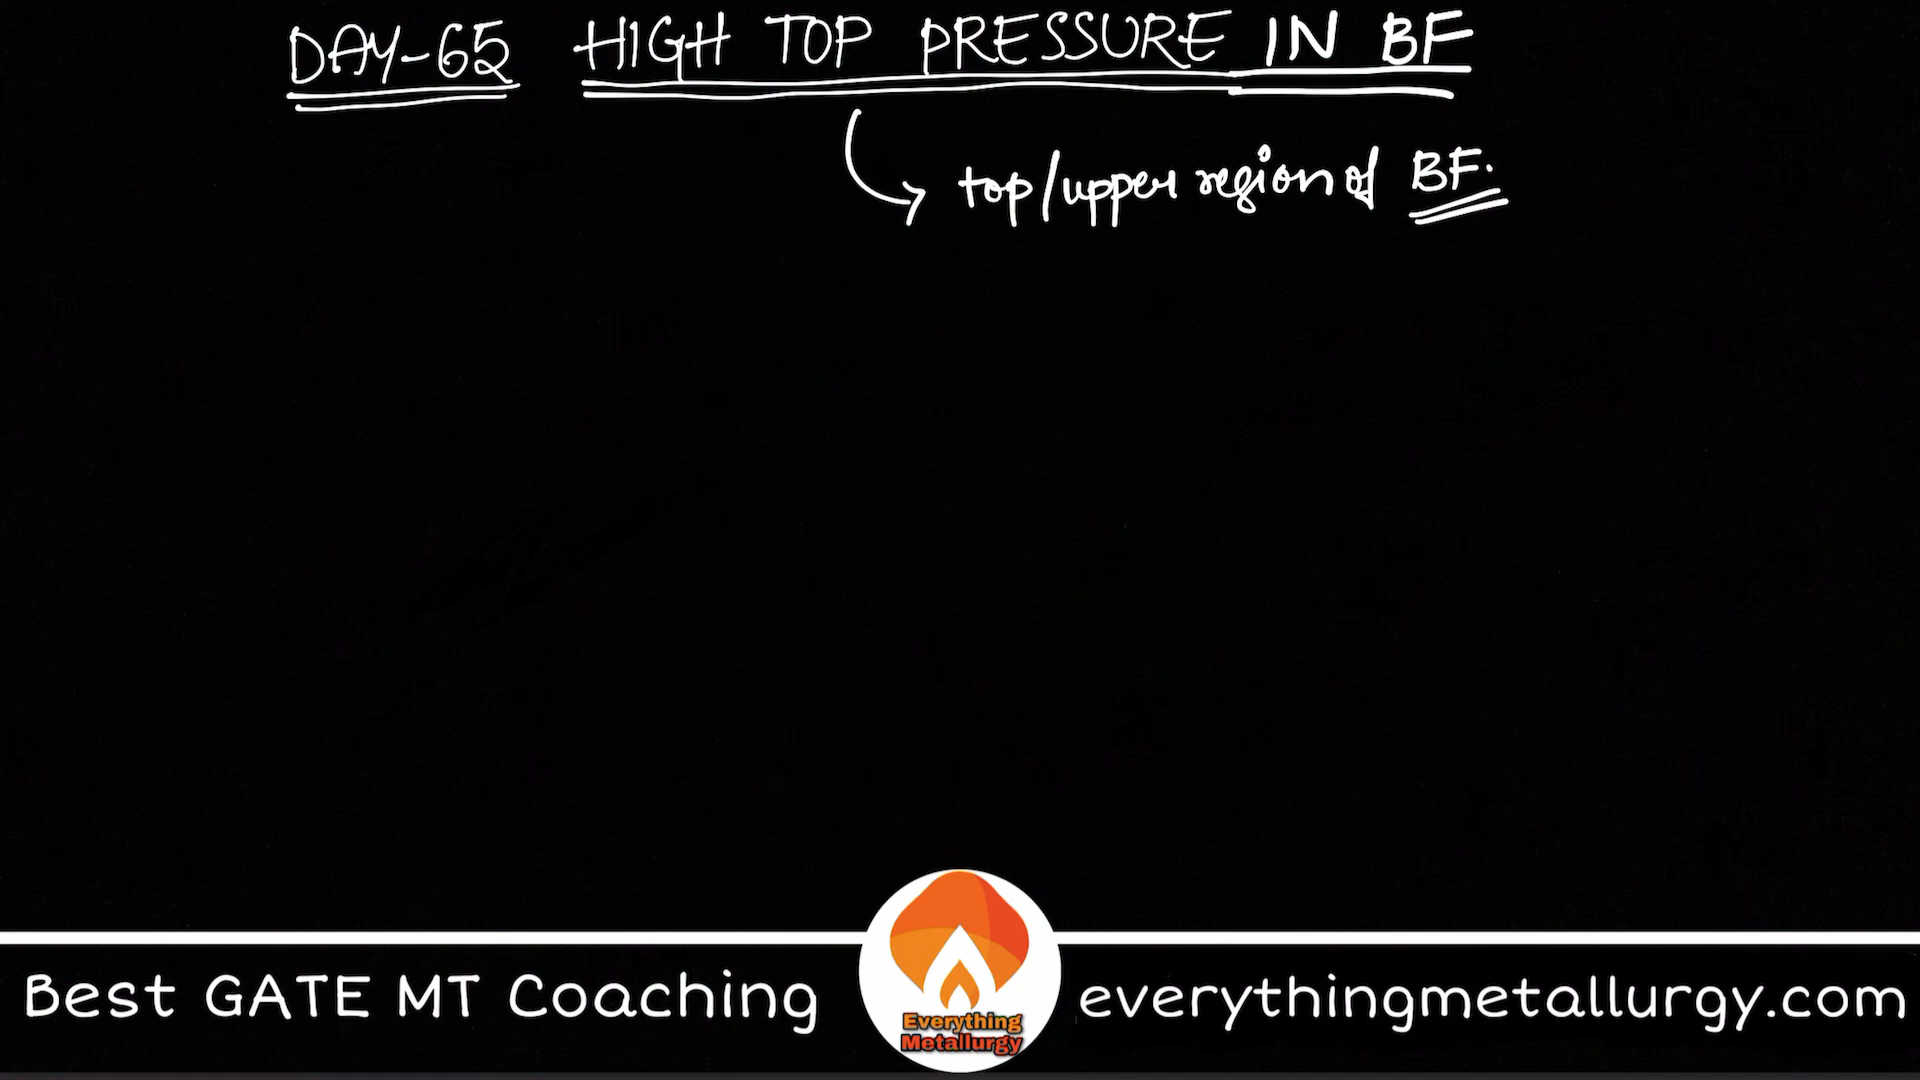 DAY-65 HIGH TOP PRESSURE IN BF
top/upper region of BF.
Best GATE MT Coaching
Everything
Metallurgy
everythingmetallurgy.com